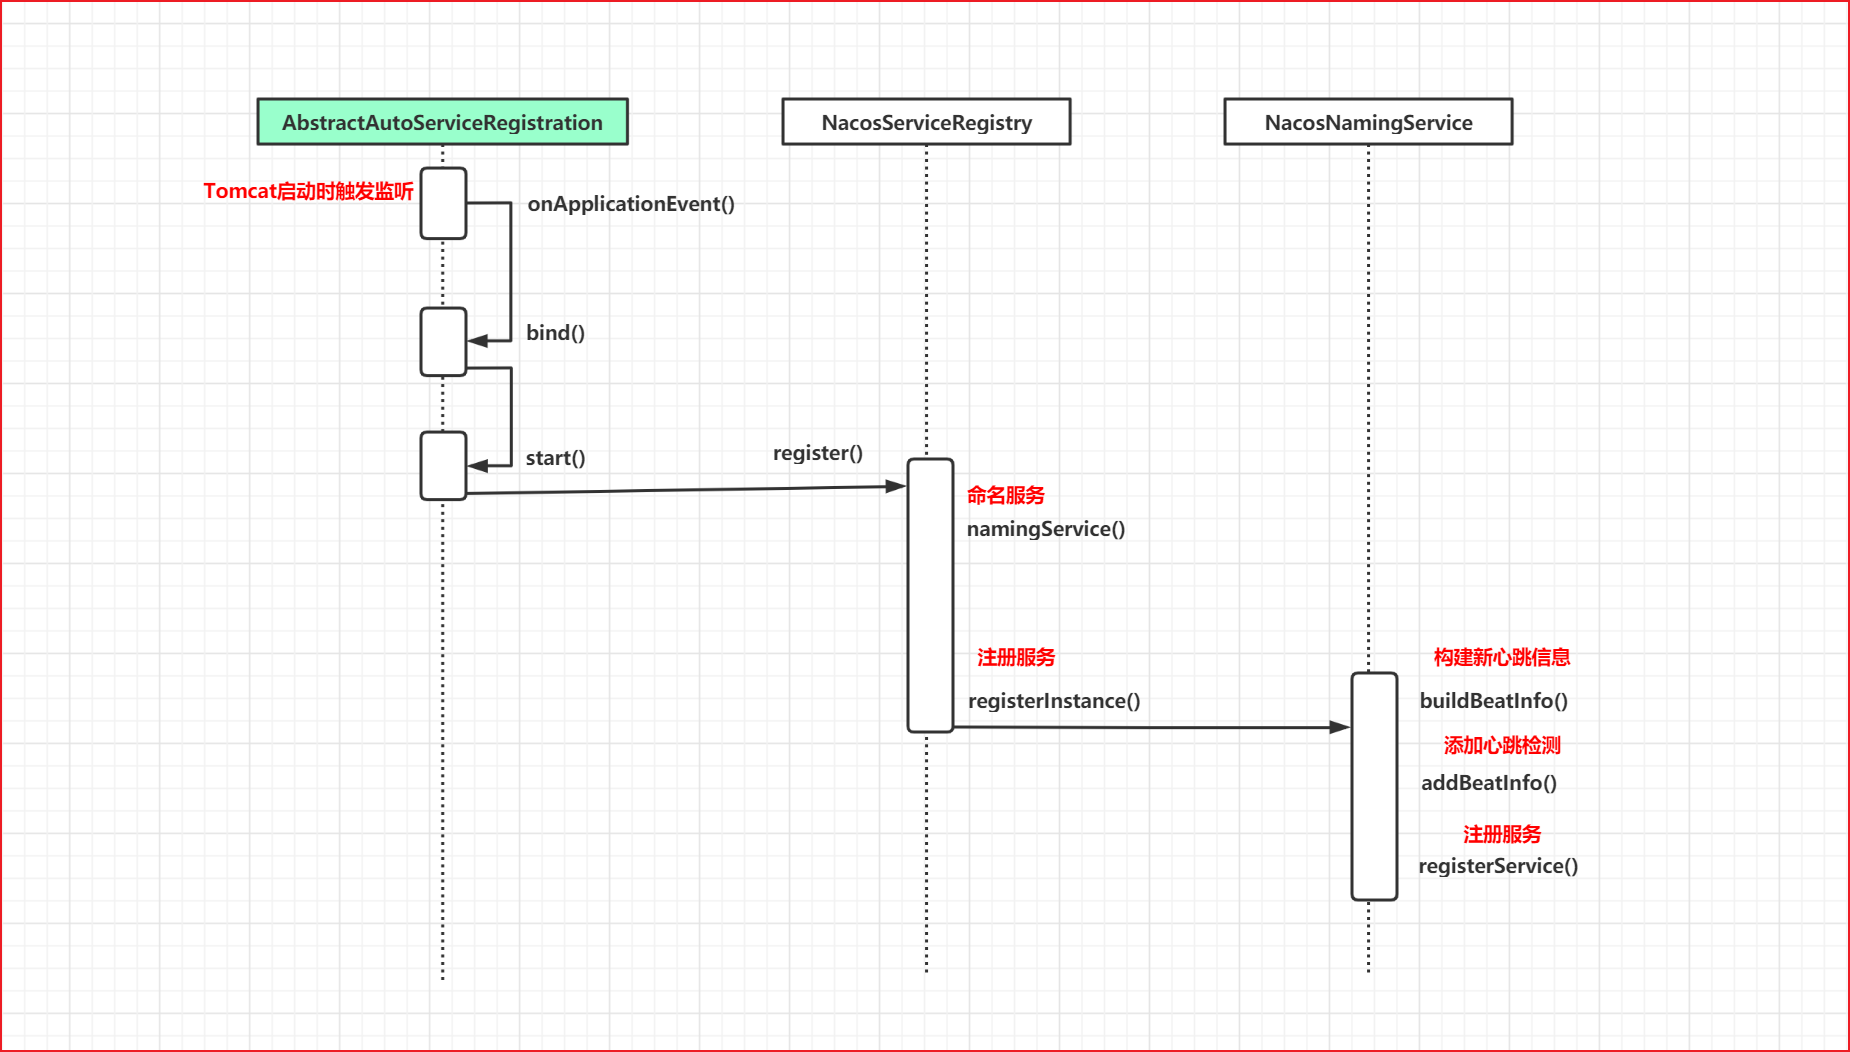 AbstractAutoServiceRegistration
NacosServiceRegistry
NacosNamingService
Tomcat启动时触发监听
onApplicationEvent()
bind()
start()
register()
命名服务
namingService()
注册服务
registerInstance()
构建新心跳信息
buildBeatInfo()
添加心跳检测
addBeatInfo()
注册服务
registerService()